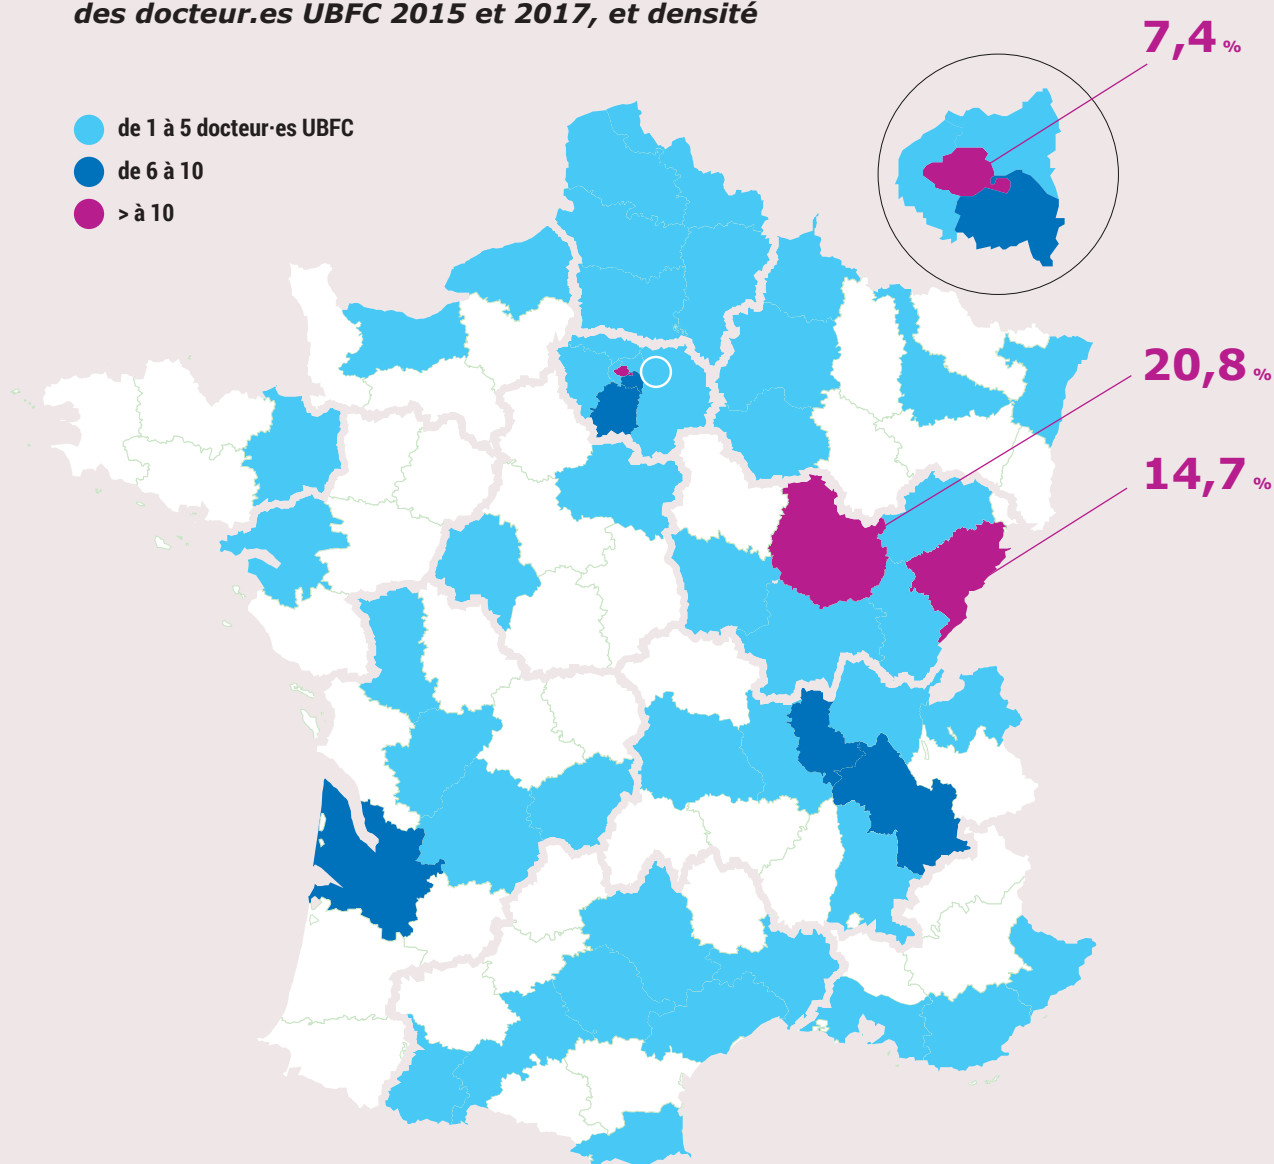 des docteur.es UBFC 2015 et 2017, et densité
7,4 %
de 1 à 5 docteur·es UBFC
de 6 à 10
> à 10
20,8 %
14,7 %